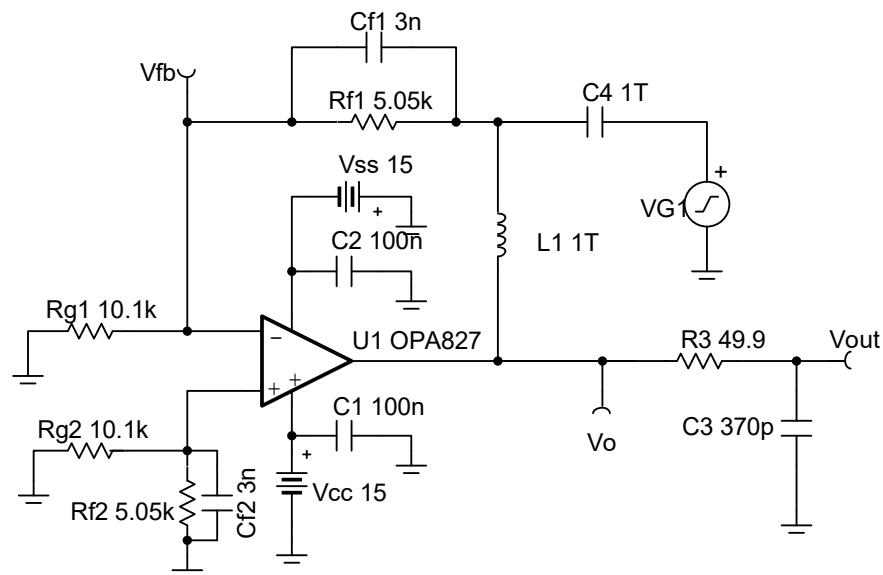 Cf1 3n
Vfb
Rf1 5.05k
C4 1T
Vss 15
+
+
VG1
C2 100n
L1 1T
Rg1 10.1k
−
U1 OPA827
R3 49.9
Vout
+
+
C1 100n
Rg2 10.1k
C3 370p
Vo
+
Vcc 15
Rf2 5.05k
Cf2 3n